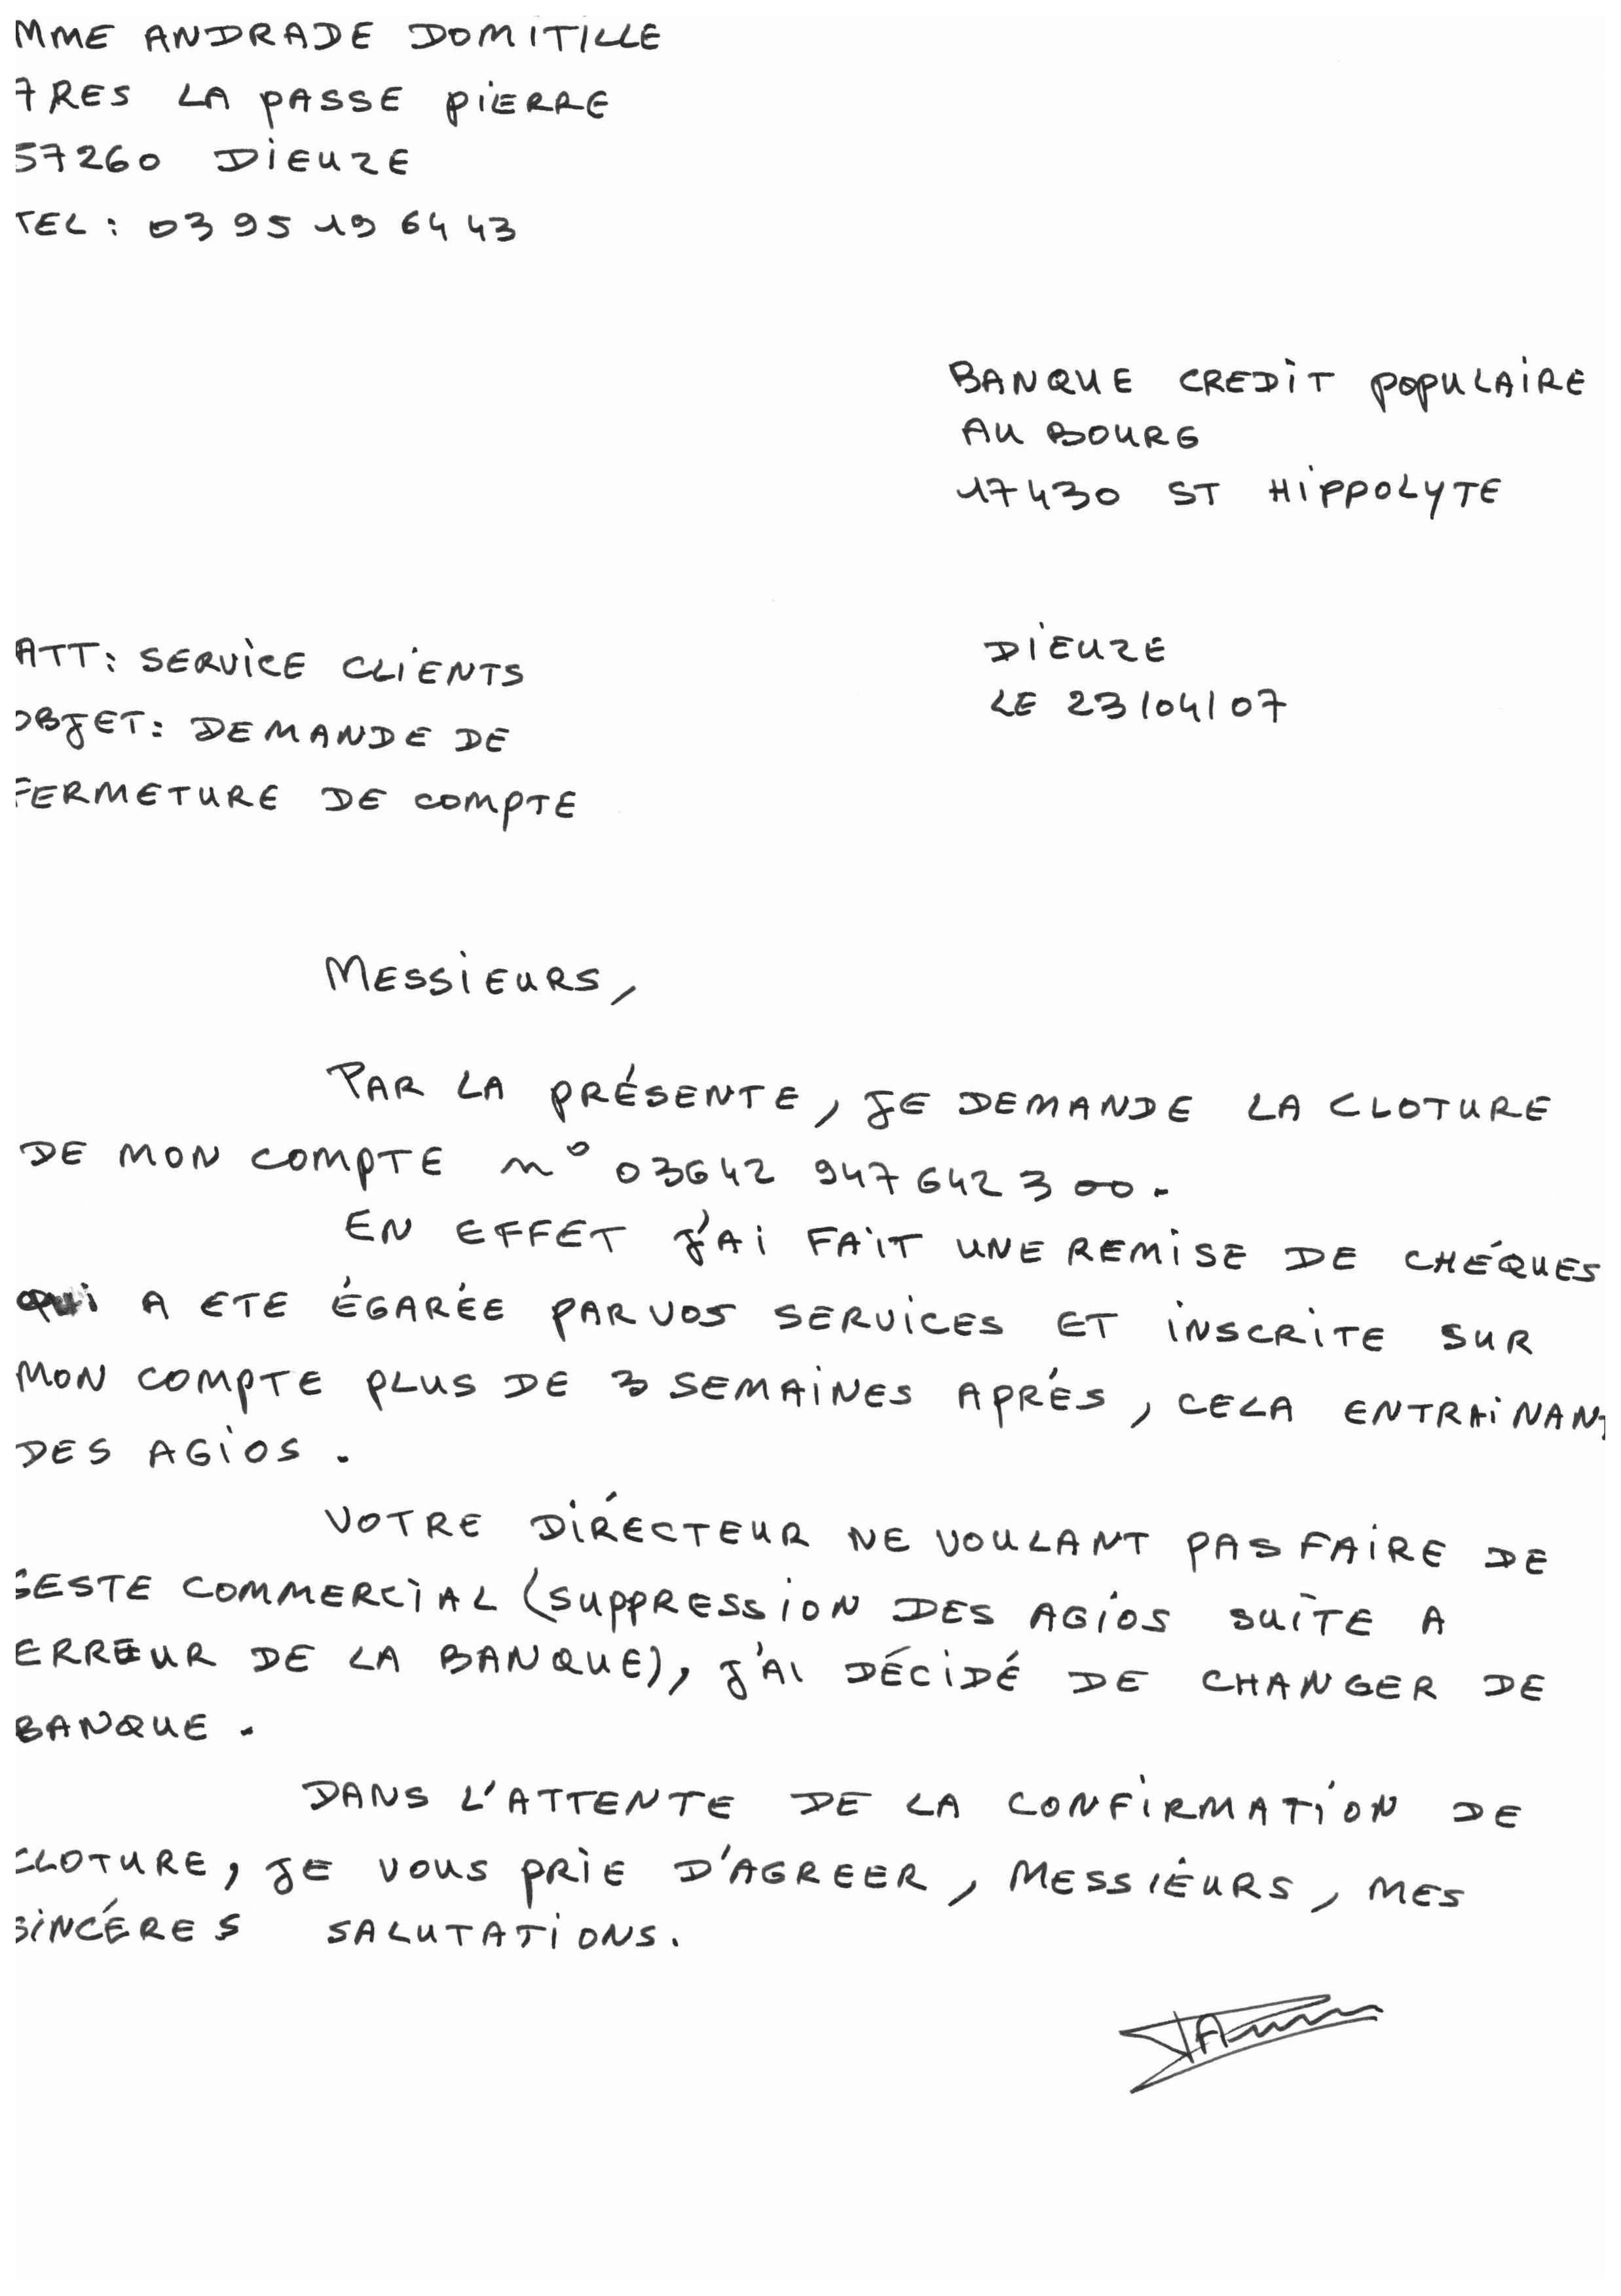 MME ANDRADE DOMITILLE
7 RES LA PASSE PIERRE
57260 DIEUZE
TEL : 03 95 19 64 43
BANQUE CREDIT POPULAIRE
AU BOURG
17430 ST HIPPOLYTE
ATT: SERVICE CLIENTS
OBJET: DEMANDE DE
FERMETURE DE COMPTE
DIEUZE
LE 23/04/07
MESSIEURS,
PAR LA PRÉSENTE, JE DEMANDE LA CLOTURE
DE MON COMPTE n° 03642 947642 3 00.
EN EFFET J'AI FAIT UNE REMISE DE CHÉQUES
QUI A ETE ÉGARÉE PAR VOS SERVICES ET INSCRITE SUR
MON COMPTE PLUS DE 3 SEMAINES APRÉS, CELA ENTRAINANT
DES AGIOS.
VOTRE DIRECTEUR NE VOULANT PAS FAIRE DE
GESTE COMMERCIAL (SUPPRESSION DES AGIOS SUITE A
ERREUR DE LA BANQUE), J'AI DÉCIDÉ DE CHANGER DE
BANQUE.
DANS L'ATTENTE DE LA CONFIRMATION DE
CLOTURE, JE VOUS PRIE D'AGREER, MESSIEURS, MES
SINCÉRES SALUTATIONS.